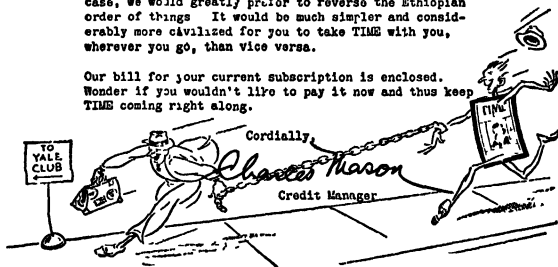 case, we would greatly prefer to reverse the Ethiopian
order of things It would be much simpler and consid-
erably more civilized for you to take TIME with you,
wherever you go, than vice versa.
Our bill for your current subscription is enclosed.
Wonder if you wouldn't like to pay it now and thus keep
TIME coming right along.
Cordially,
Charles Mason
Credit Manager
TO
YALE
CLUB
TIME